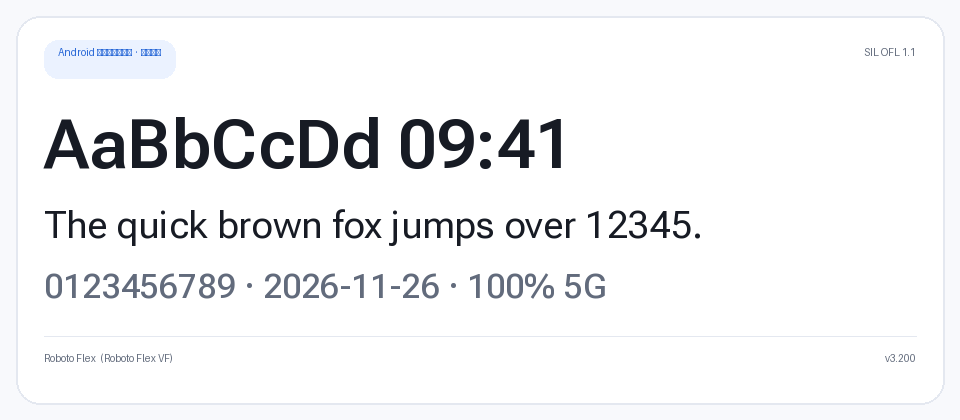 Android ·
SIL OFL 1.1
AaBbCcDd 09:41
The quick brown fox jumps over 12345.
0123456789 · 2026-11-26 · 100% 5G
Roboto Flex (Roboto Flex VF)
v3.200